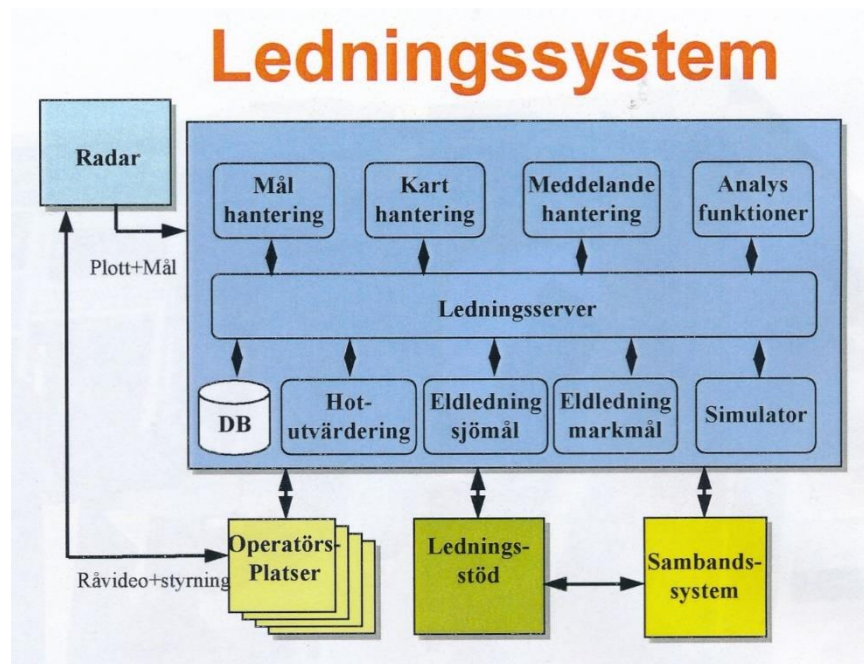 Ledningssystem
Radar
Plott+Mål
Mål
hantering
Kart
hantering
Meddelande
hantering
Analys
funktioner
Ledningsserver
DB
Hot-
utvärdering
Eldledning
sjömål
Eldledning
markmål
Simulator
Råvideo+styrning
Operatörs-
Platser
Lednings-
stöd
Sambands-
system